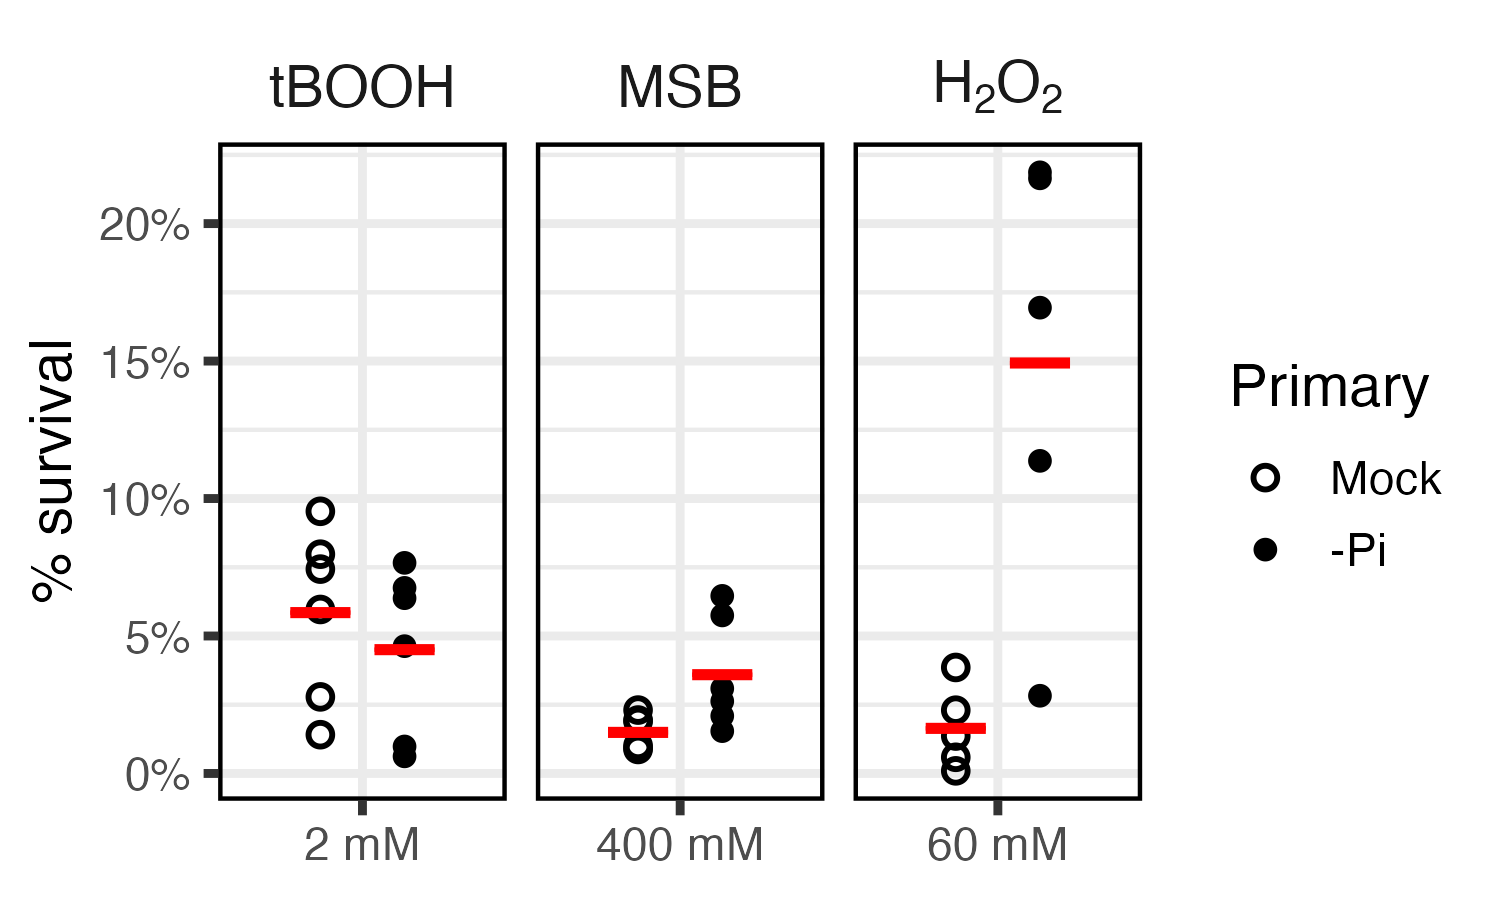 tBOOH MSB H₂O₂
20%
15%
10%
5%
0%
% survival
2 mM 400 mM 60 mM
Primary
Mock
-Pi